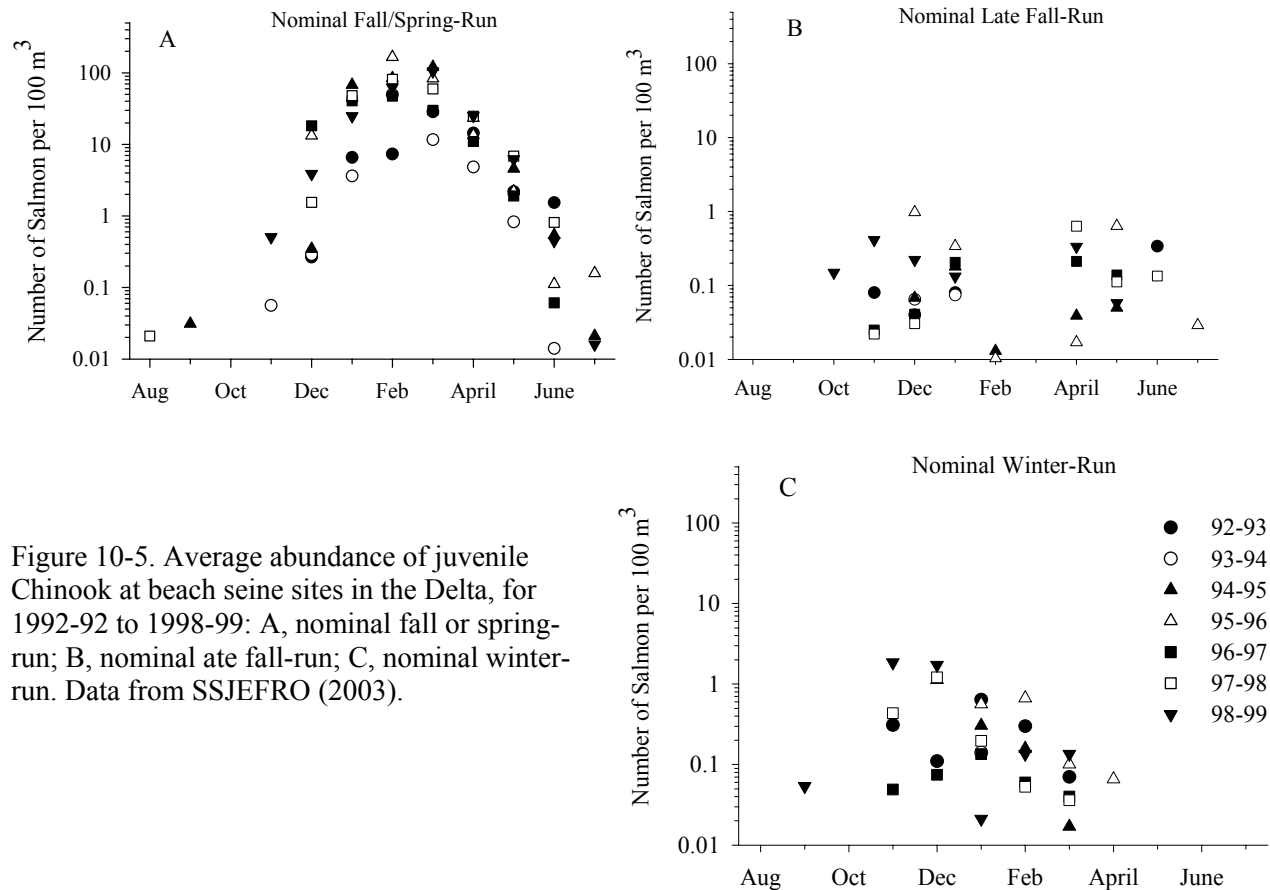 Nominal Fall/Spring-Run
A
Number of Salmon per 100 m³
100
10
1
0.1
0.01
Aug Oct Dec Feb April June
Nominal Late Fall-Run
B
Number of Salmon per 100 m³
100
10
1
0.1
0.01
Aug Oct Dec Feb April June
Figure 10-5. Average abundance of juvenile
Chinook at beach seine sites in the Delta, for
1992-92 to 1998-99: A, nominal fall or spring-
run; B, nominal ate fall-run; C, nominal winter-
run. Data from SSJEFRO (2003).
Nominal Winter-Run
C
Number of Salmon per 100 m³
100
10
1
0.1
0.01
Aug Oct Dec Feb April June
92-93
93-94
94-95
95-96
96-97
97-98
98-99